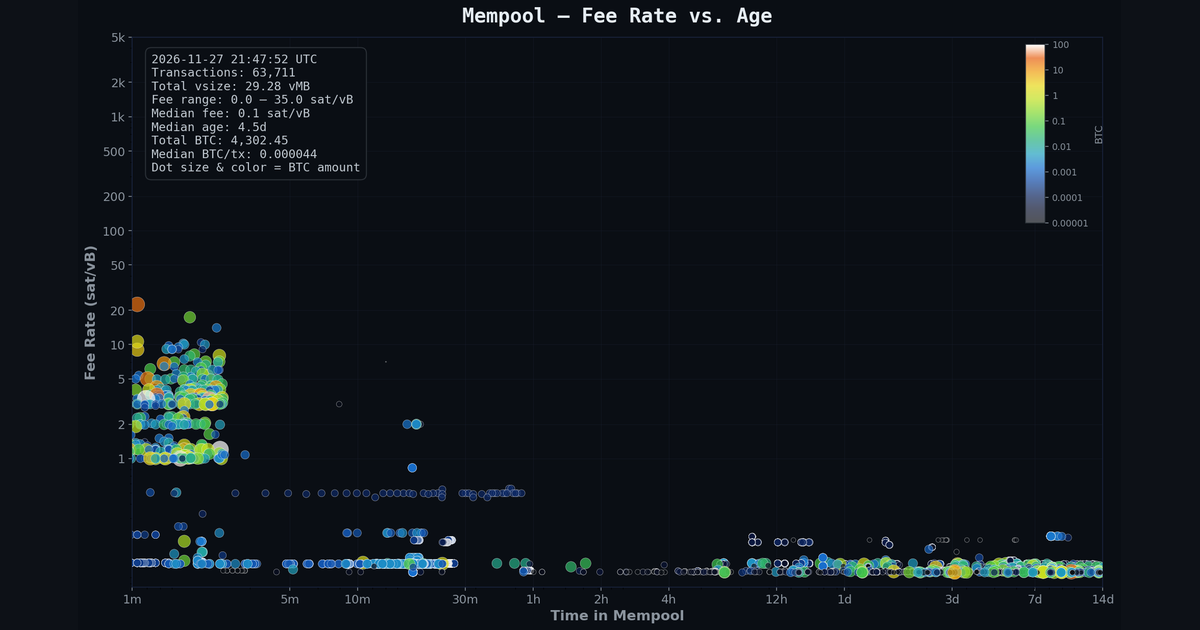 Mempool — Fee Rate vs. Age
2026-11-27 21:47:52 UTC
Transactions: 63,711
Total vsize: 29.28 vMB
Fee range: 0.0 – 35.0 sat/vB
Median fee: 0.1 sat/vB
Median age: 4.5d
Total BTC: 4,302.45
Median BTC/tx: 0.000044
Dot size & color = BTC amount
100
10
1
0.1
0.01
0.001
0.0001
0.00001
BTC
Fee Rate (sat/vB)
5k
2k
1k
500
200
100
50
20
10
5
2
1
1m 5m 10m 30m 1h 2h 4h 12h 1d 3d 7d 14d
Time in Mempool